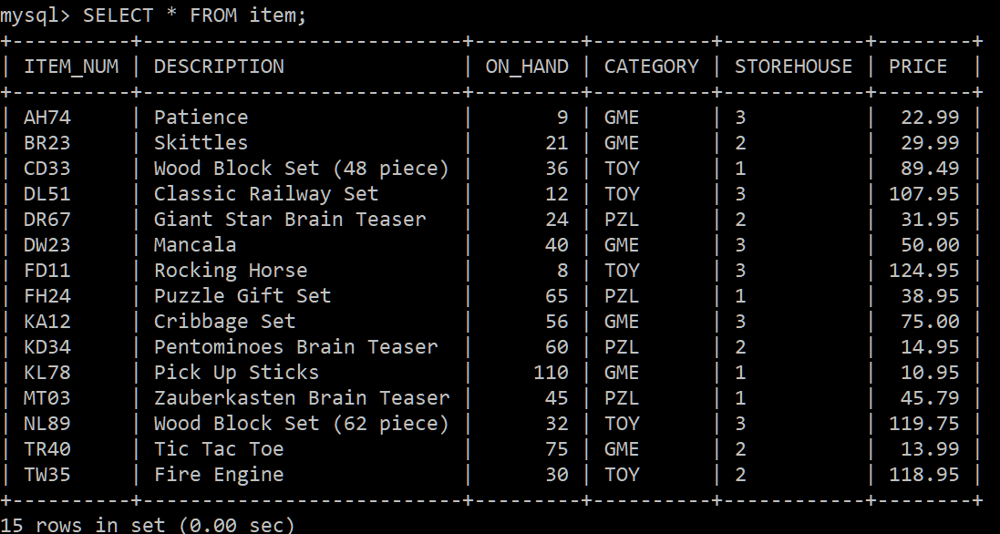 mysql> SELECT * FROM item;
+----------+---------------------------+---------+----------+------------+--------+
| ITEM_NUM | DESCRIPTION               | ON_HAND | CATEGORY | STOREHOUSE | PRICE  |
+----------+---------------------------+---------+----------+------------+--------+
| AH74     | Patience                  |       9 | GME      | 3          |  22.99 |
| BR23     | Skittles                  |      21 | GME      | 2          |  29.99 |
| CD33     | Wood Block Set (48 piece) |      36 | TOY      | 1          |  89.49 |
| DL51     | Classic Railway Set       |      12 | TOY      | 3          | 107.95 |
| DR67     | Giant Star Brain Teaser   |      24 | PZL      | 2          |  31.95 |
| DW23     | Mancala                   |      40 | GME      | 3          |  50.00 |
| FD11     | Rocking Horse             |       8 | TOY      | 3          | 124.95 |
| FH24     | Puzzle Gift Set           |      65 | PZL      | 1          |  38.95 |
| KA12     | Cribbage Set              |      56 | GME      | 3          |  75.00 |
| KD34     | Pentominoes Brain Teaser  |      60 | PZL      | 2          |  14.95 |
| KL78     | Pick Up Sticks            |     110 | GME      | 1          |  10.95 |
| MT03     | Zauberkasten Brain Teaser |      45 | PZL      | 1          |  45.79 |
| NL89     | Wood Block Set (62 piece) |      32 | TOY      | 3          | 119.75 |
| TR40     | Tic Tac Toe               |      75 | GME      | 2          |  13.99 |
| TW35     | Fire Engine               |      30 | TOY      | 2          | 118.95 |
+----------+---------------------------+---------+----------+------------+--------+
15 rows in set (0.00 sec)